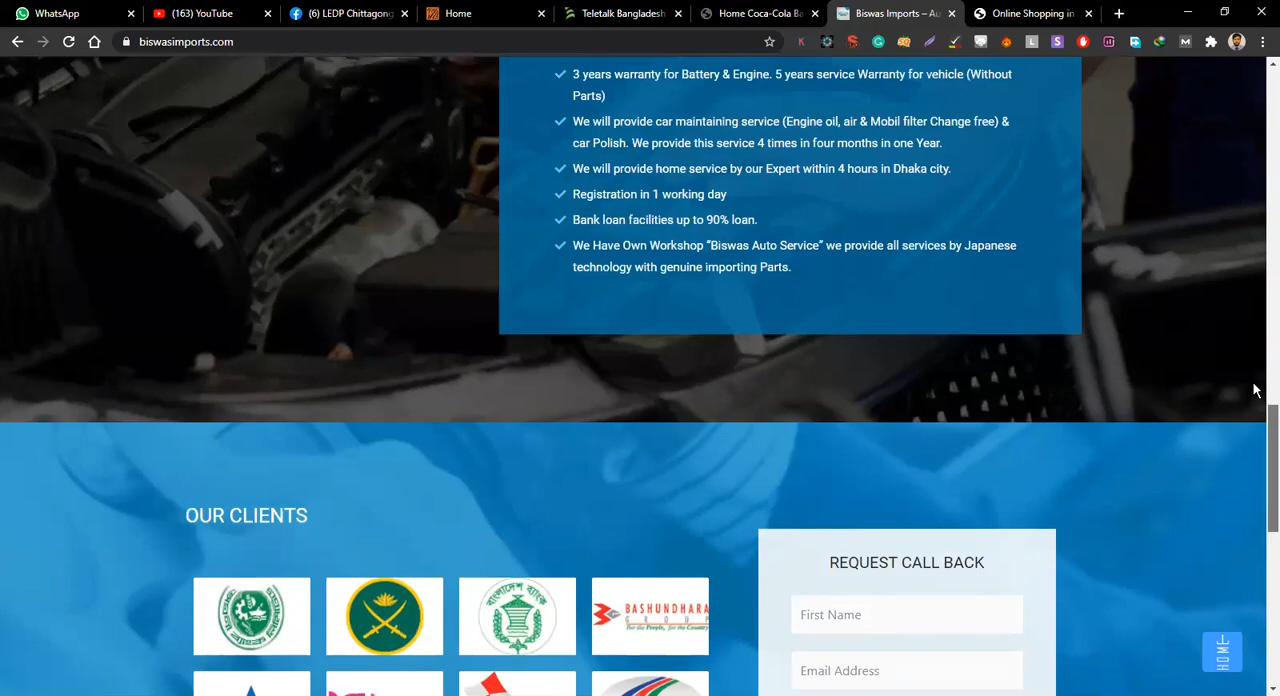 WhatsApp
(163) YouTube
(6) LEDP Chittagong
Home
Teletalk Bangladesh
Home Coca-Cola Ba
Biswas Imports – Au
Online Shopping in
biswasimports.com
3 years warranty for Battery & Engine. 5 years service Warranty for vehicle (Without
Parts)
We will provide car maintaining service (Engine oil, air & Mobil filter Change free) &
car Polish. We provide this service 4 times in four months in one Year.
We will provide home service by our Expert within 4 hours in Dhaka city.
Registration in 1 working day
Bank loan facilities up to 90% loan.
We Have Own Workshop “Biswas Auto Service” we provide all services by Japanese
technology with genuine importing Parts.
OUR CLIENTS
REQUEST CALL BACK
First Name
Email Address
বাংলাদেশ ব্যাংক
BASHUNDHARA
GROUP
For the People, for the Country
HOME